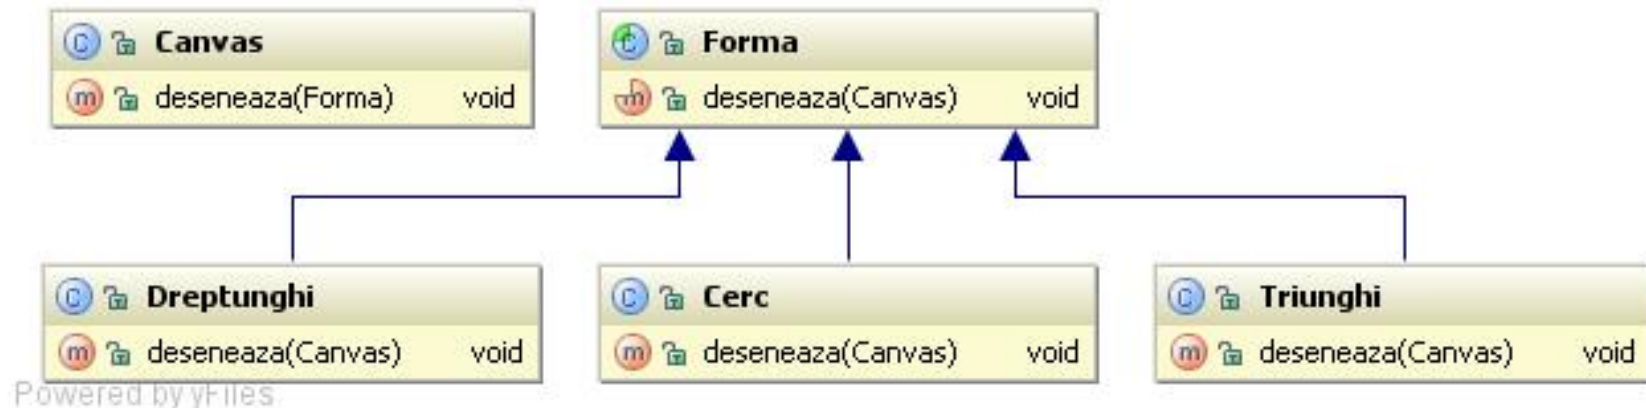 Canvas
deseneaza(Forma) void
Forma
deseneaza(Canvas) void
Dreptunghi
deseneaza(Canvas) void
Cerc
deseneaza(Canvas) void
Triunghi
deseneaza(Canvas) void
Powered by yFiles